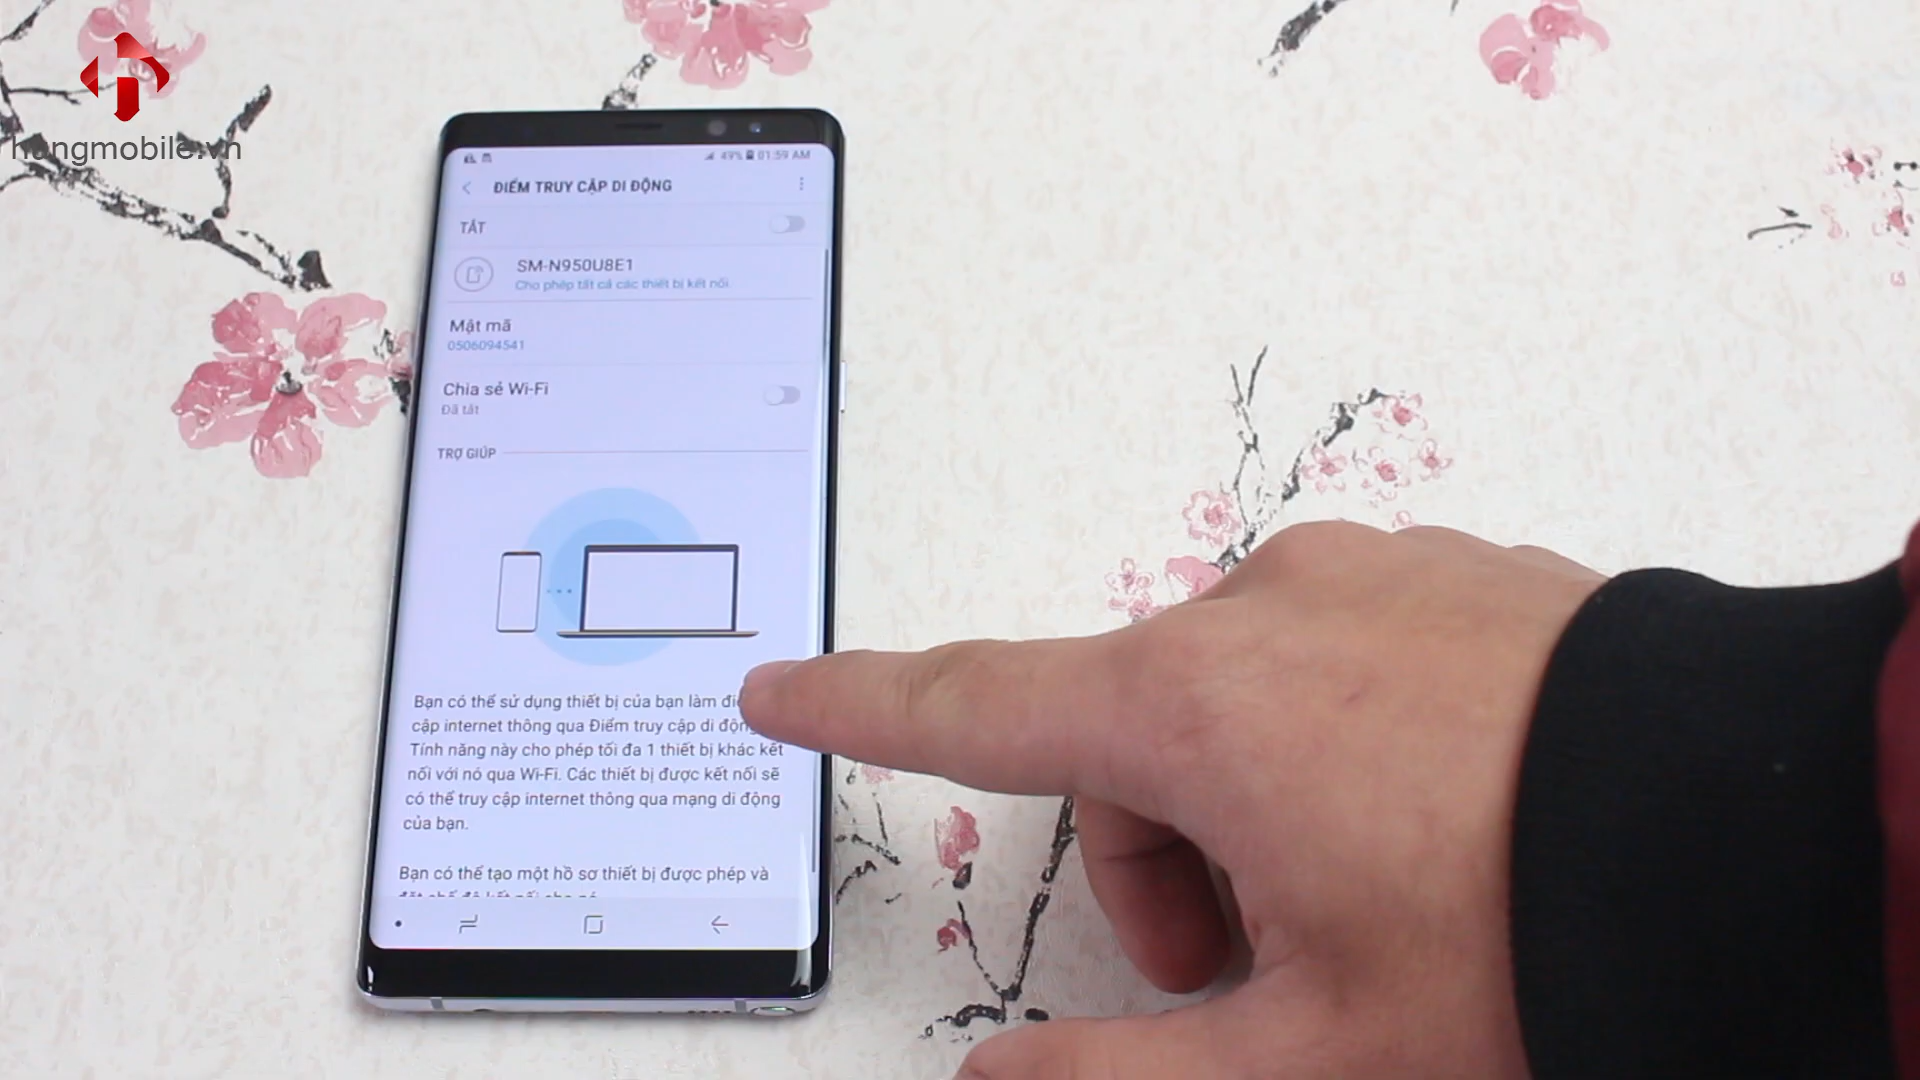 hungmobile.vn
49% 01:59 AM
ĐIỂM TRUY CẬP DI ĐỘNG
TẮT
SM-N950U8E1
Cho phép tất cả các thiết bị kết nối.
Mật mã
0506094541
Chia sẻ Wi-Fi
Đã tắt
TRỢ GIÚP
Bạn có thể sử dụng thiết bị của bạn làm
cập internet thông qua Điểm truy cập di động
Tính năng này cho phép tối đa 1 thiết bị khác kết
nối với nó qua Wi-Fi. Các thiết bị được kết nối sẽ
có thể truy cập internet thông qua mạng di động
của bạn.
Bạn có thể tạo một hồ sơ thiết bị được phép và